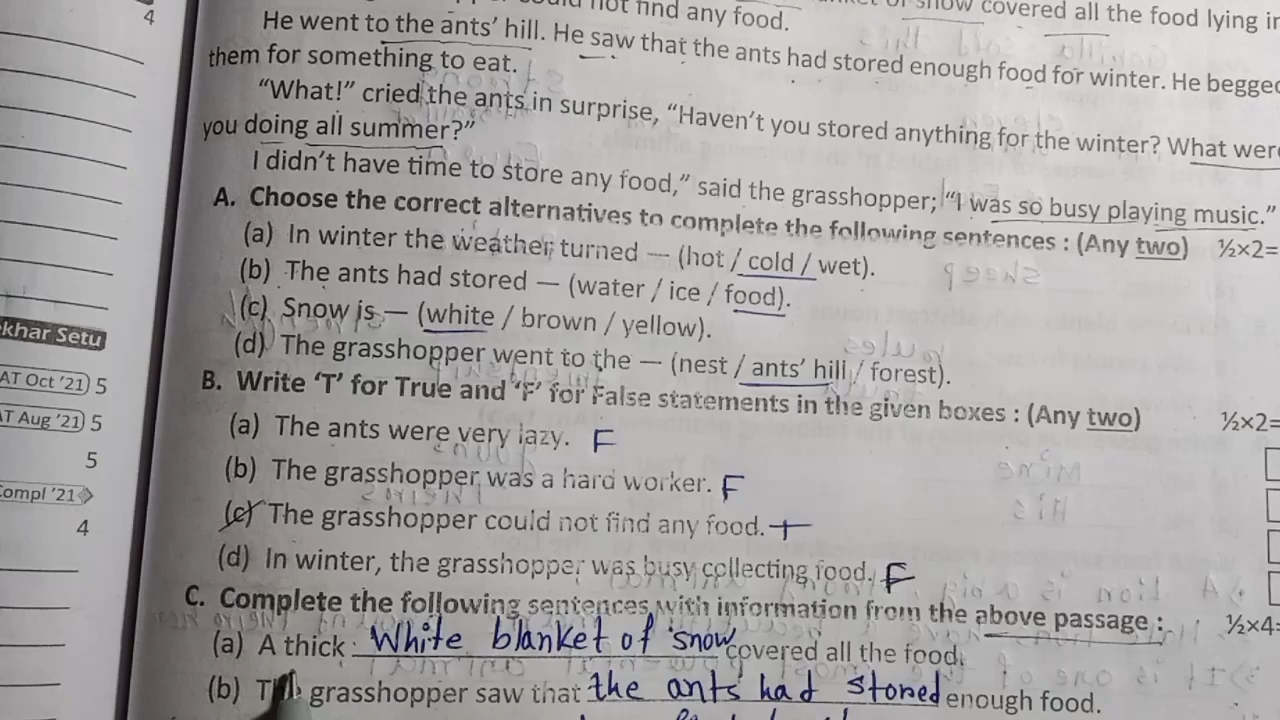 4
not find any food.
snow covered all the food lying in
He went to the ants' hill. He saw that the ants had stored enough food for winter. He begged
them for something to eat.
"What!" cried the ants in surprise, "Haven't you stored anything for the winter? What were
you doing all summer?"
I didn't have time to store any food," said the grasshopper; "I was so busy playing music."
A. Choose the correct alternatives to complete the following sentences : (Any two) ½×2=
(a) In winter the weather turned — (hot / cold / wet).
(b) The ants had stored — (water / ice / food).
(c) Snow is — (white / brown / yellow).
(d) The grasshopper went to the — (nest / ants' hill / forest).
khar Setu
AT Oct '21 5
T Aug '21 5
5
Compl '21
4
B. Write 'T' for True and 'F' for False statements in the given boxes : (Any two) ½×2=
(a) The ants were very lazy. F
(b) The grasshopper was a hard worker. F
(c) The grasshopper could not find any food. T
(d) In winter, the grasshopper was busy collecting food. F
C. Complete the following sentences with information from the above passage : ½×4=
(a) A thick White blanket of snow covered all the food.
(b) The grasshopper saw that the ants had stored enough food.